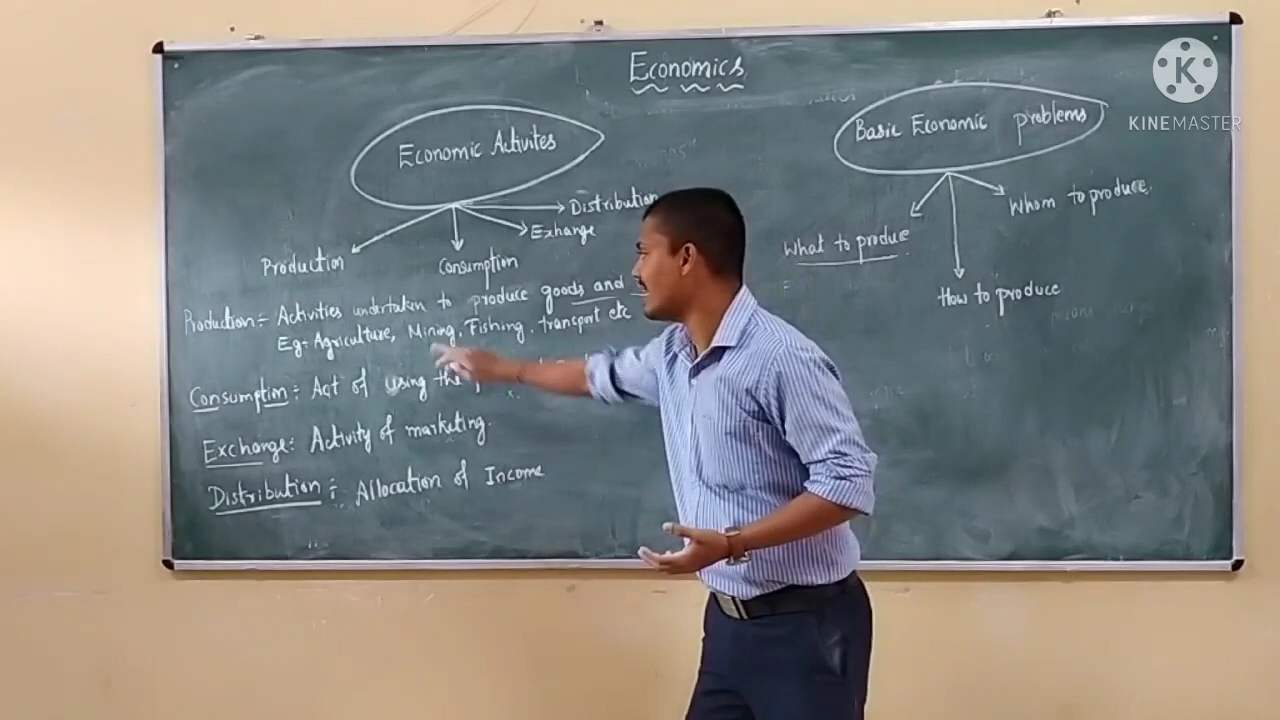 Economics
Economic Activites
Production
Consumption
Exhange
Distribution
Production:- Activities undertaken to produce goods and
Eg:- Agriculture, Mining, Fishing, transport etc
Consumption:- Act of using the
Exchange:- Activity of marketing.
Distribution:- Allocation of Income
Basic Economic problems
What to produce
How to produce
Whom to produce.
K
KINEMASTER